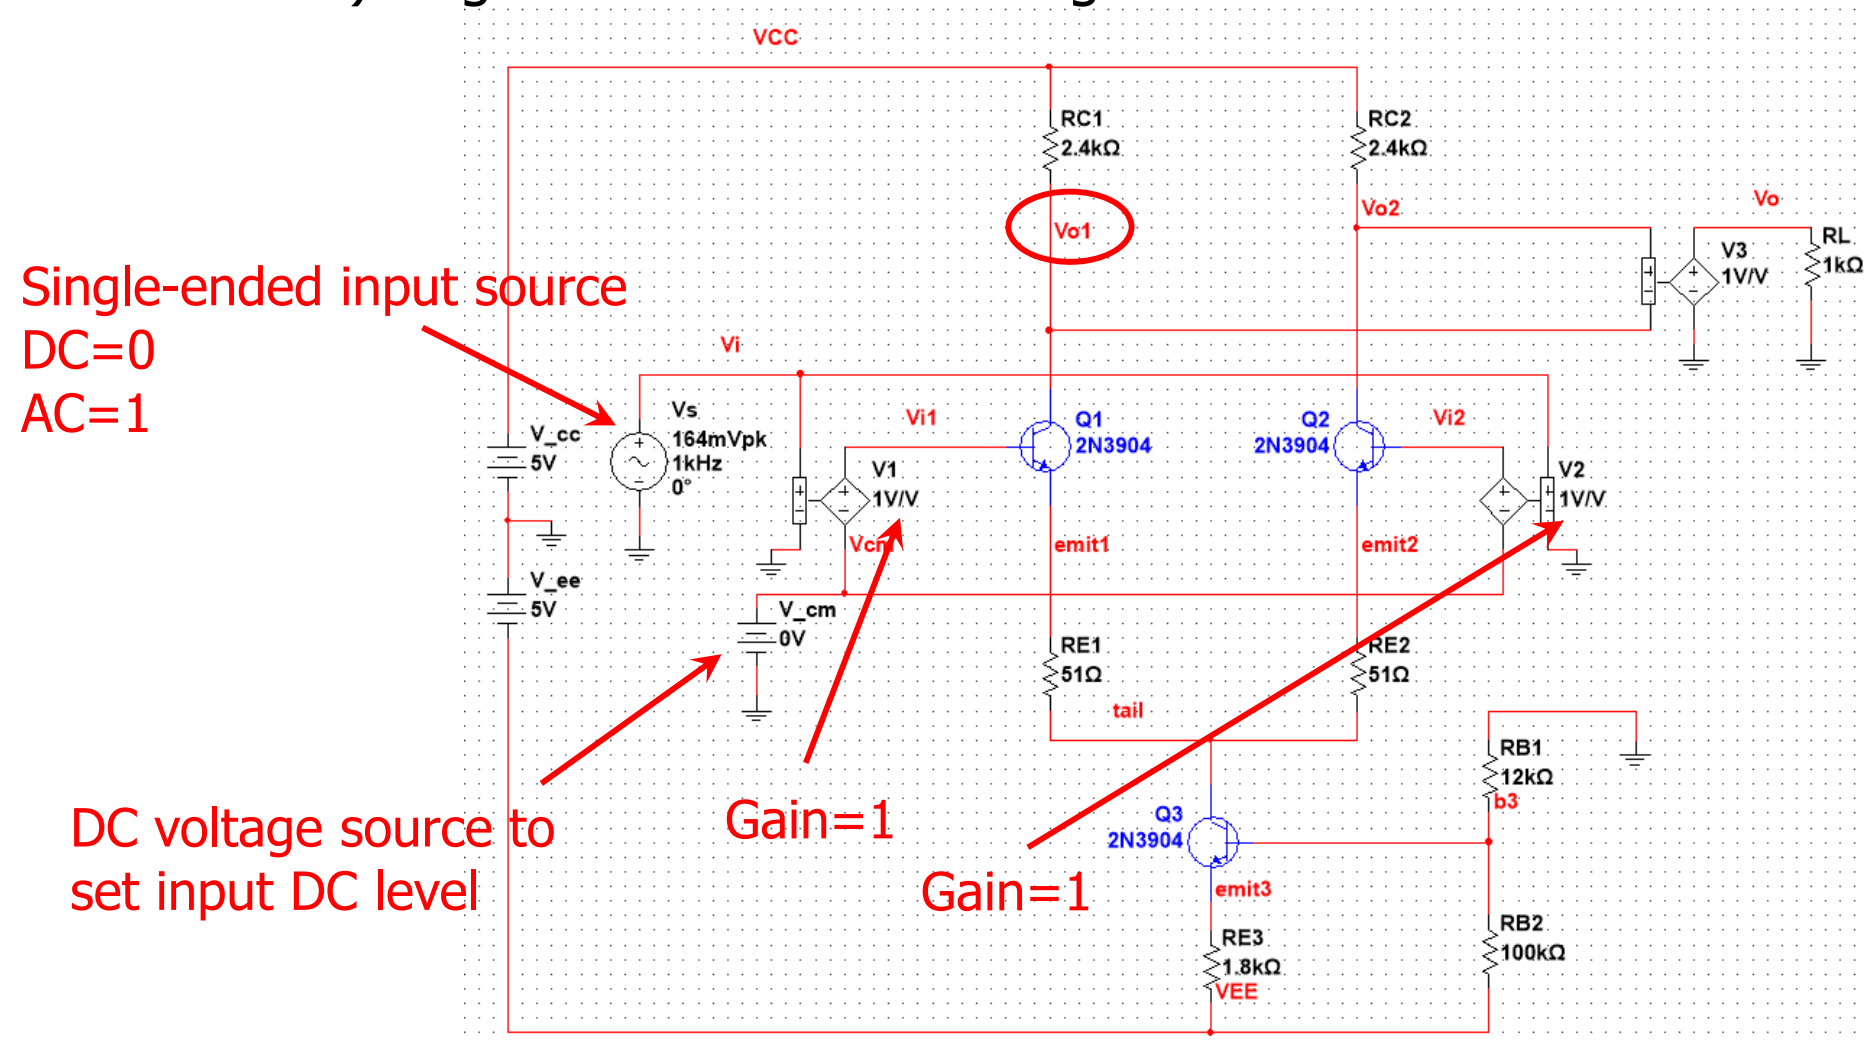 VCC
RC1
2.4kΩ
RC2
2.4kΩ
Vo1
Vo2
Vo
V3
1V/V
RL
1kΩ
Single-ended input source
DC=0
AC=1
Vi
Vs
164mVpk
1kHz
0°
V_cc
5V
Vi1
Q1
2N3904
Q2
2N3904
Vi2
V1
1V/V
V2
1V/V
Vcm
emit1
emit2
V_ee
5V
V_cm
0V
RE1
51Ω
RE2
51Ω
tail
RB1
12kΩ
b3
DC voltage source to
set input DC level
Gain=1
Gain=1
Q3
2N3904
emit3
RE3
1.8kΩ
VEE
RB2
100kΩ